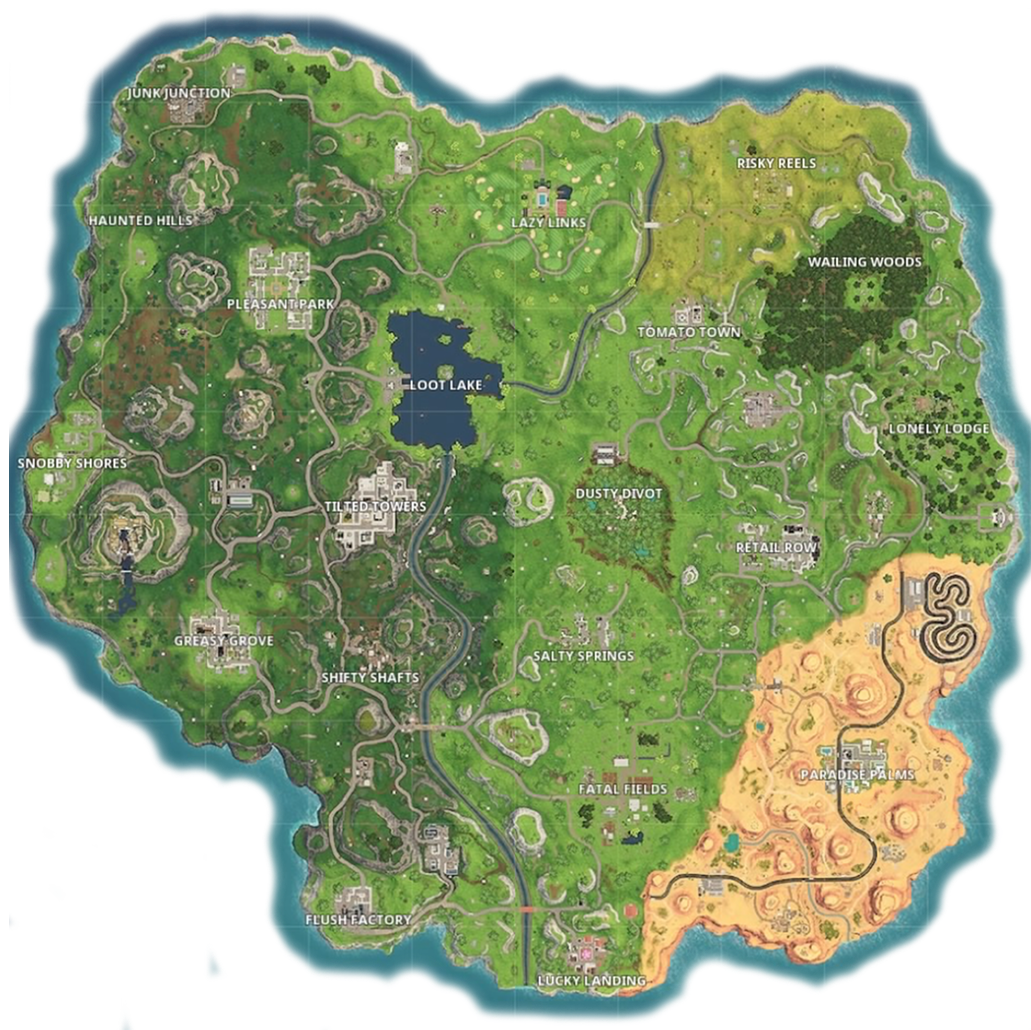 JUNK JUNCTION
RISKY REELS
HAUNTED HILLS
LAZY LINKS
WAILING WOODS
PLEASANT PARK
TOMATO TOWN
LOOT LAKE
LONELY LODGE
SNOBBY SHORES
DUSTY DIVOT
TILTED TOWERS
RETAIL ROW
GREASY GROVE
SALTY SPRINGS
SHIFTY SHAFTS
PARADISE PALMS
FATAL FIELDS
FLUSH FACTORY
LUCKY LANDING